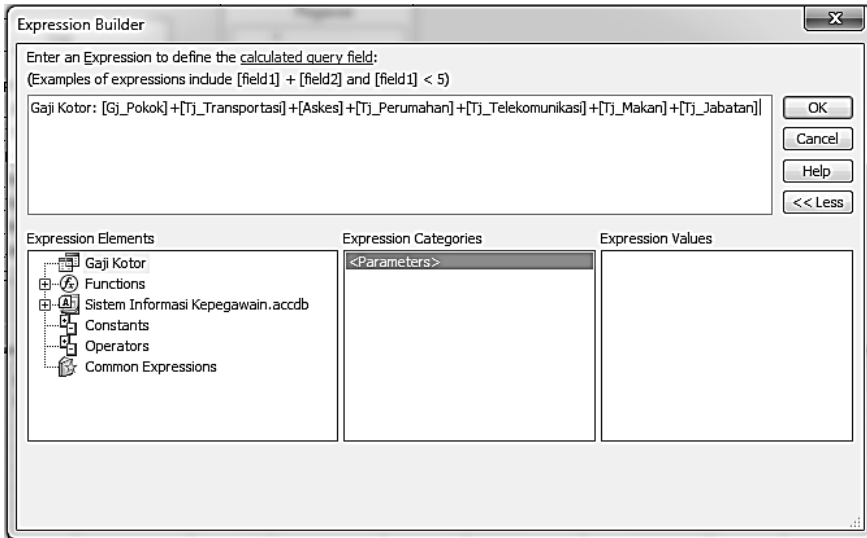 Expression Builder
Enter an Expression to define the calculated query field:
(Examples of expressions include [field1] + [field2] and [field1] < 5)
Gaji Kotor: [Gj_Pokok]+[Tj_Transportasi]+[Askes]+[Tj_Perumahan]+[Tj_Telekomunikasi]+[Tj_Makan]+[Tj_Jabatan]
OK
Cancel
Help
<< Less
Expression Elements
Gaji Kotor
Functions
Sistem Informasi Kepegawain.accdb
Constants
Operators
Common Expressions
Expression Categories
<Parameters>
Expression Values